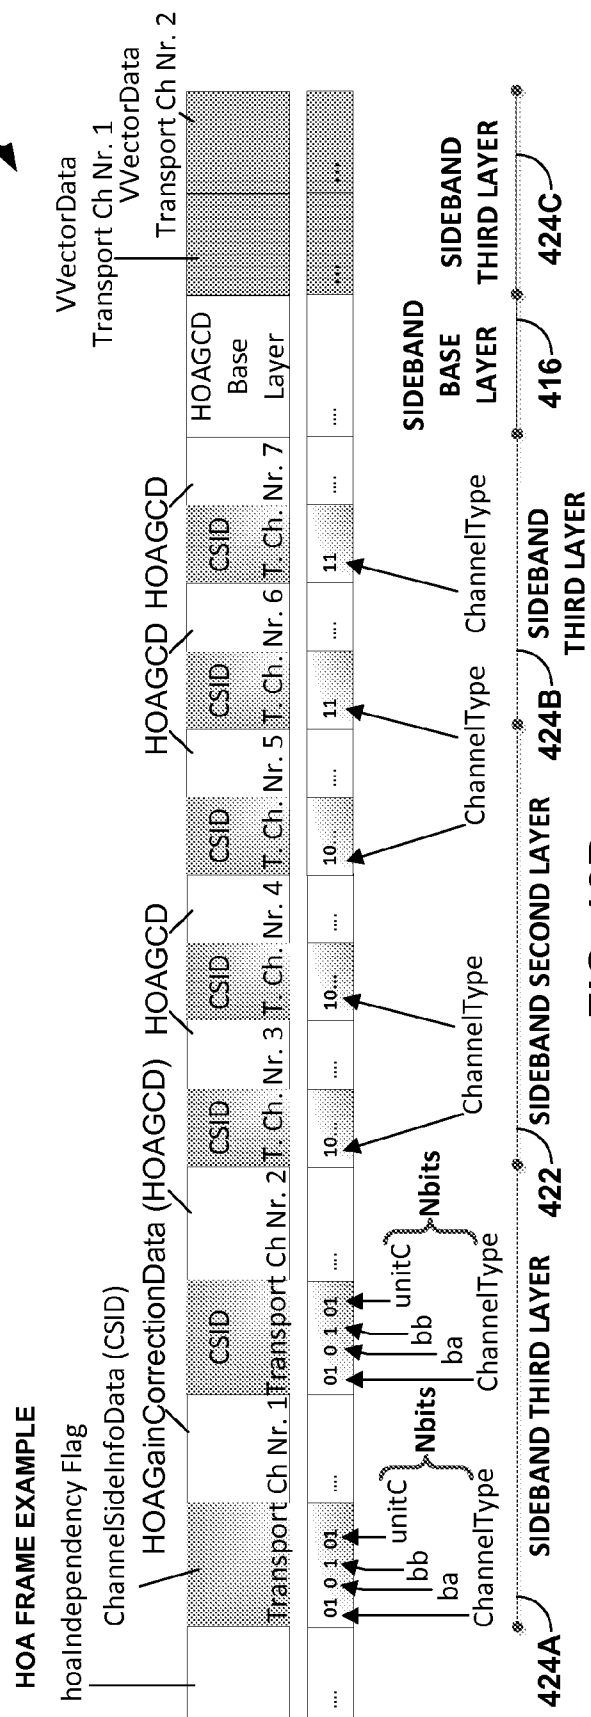 HOA FRAME EXAMPLE
hoaIndependency Flag
ChannelSideInfoData (CSID)
HOAGainCorrectionData (HOAGCD)
HOAGCD
HOAGCD
HOAGCD
VVectorData
Transport Ch Nr. 1
VVectorData
Transport Ch Nr. 2
CSID
CSID
CSID
CSID
CSID
CSID
HOAGCD
Base
Layer
Transport Ch Nr. 1
Transport Ch Nr. 2
T. Ch. Nr. 3
T. Ch. Nr. 4
T. Ch. Nr. 5
T. Ch. Nr. 6
T. Ch. Nr. 7
.... 01 0 1 01 .... 01 0 1 01 .... 10... .... 10... .... 10... .... 11 .... 11 .... .... .... ....
unitC
bb
ba
ChannelType
Nbits
unitC
bb
ba
ChannelType
Nbits
ChannelType
ChannelType
ChannelType
ChannelType
SIDEBAND THIRD LAYER
SIDEBAND SECOND LAYER
SIDEBAND
THIRD LAYER
SIDEBAND
BASE
LAYER
SIDEBAND
THIRD LAYER
424A
422
424B
416
424C